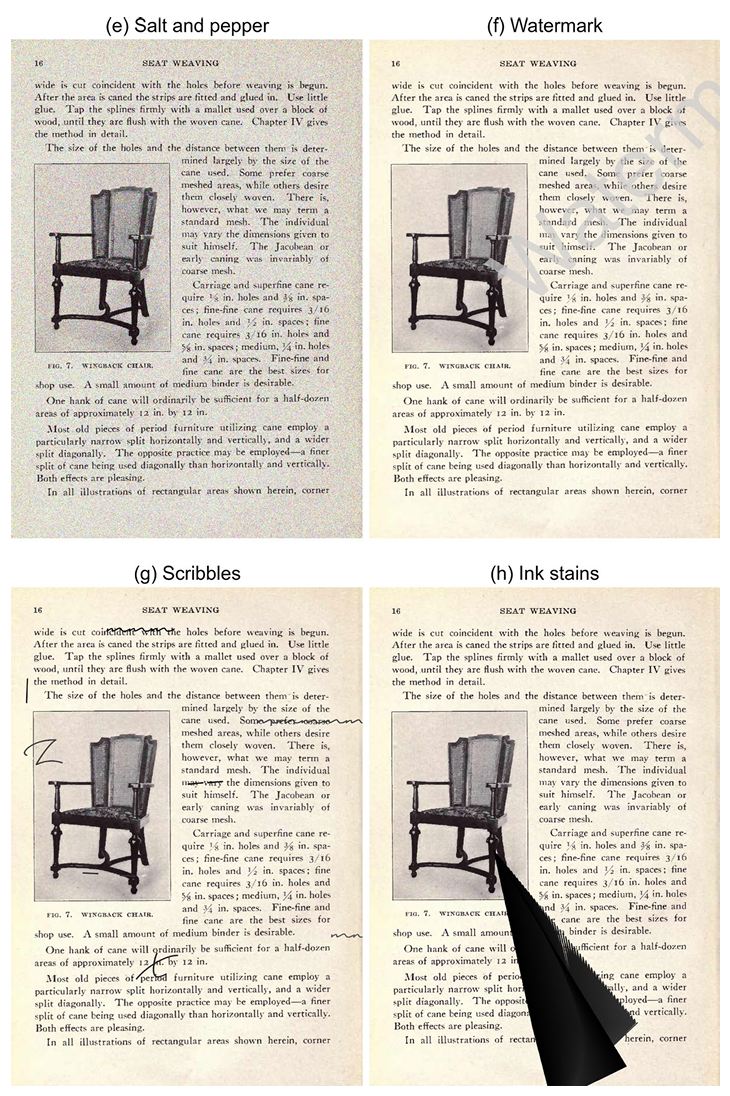 (e) Salt and pepper
16 SEAT WEAVING
wide is cut coincident with the holes before weaving is begun.
After the area is caned the strips are fitted and glued in. Use little
glue. Tap the splines firmly with a mallet used over a block of
wood, until they are flush with the woven cane. Chapter IV gives
the method in detail.
The size of the holes and the distance between them is deter-
mined largely by the size of the
cane used. Some prefer coarse
meshed areas, while others desire
them closely woven. There is,
however, what we may term a
standard mesh. The individual
may vary the dimensions given to
suit himself. The Jacobean or
early caning was invariably of
coarse mesh.
Carriage and superfine cane re-
quire ⅛ in. holes and ⅜ in. spa-
ces; fine-fine cane requires 3/16
in. holes and ½ in. spaces; fine
cane requires 3/16 in. holes and
⅝ in. spaces; medium, ¼ in. holes
and ¾ in. spaces. Fine-fine and
fine cane are the best sizes for
FIG. 7. WINGBACK CHAIR.
shop use. A small amount of medium binder is desirable.
One hank of cane will ordinarily be sufficient for a half-dozen
areas of approximately 12 in. by 12 in.
Most old pieces of period furniture utilizing cane employ a
particularly narrow split horizontally and vertically, and a wider
split diagonally. The opposite practice may be employed—a finer
split of cane being used diagonally than horizontally and vertically.
Both effects are pleasing.
In all illustrations of rectangular areas shown herein, corner
(f) Watermark
16 SEAT WEAVING
wide is cut coincident with the holes before weaving is begun.
After the area is caned the strips are fitted and glued in. Use little
glue. Tap the splines firmly with a mallet used over a block of
wood, until they are flush with the woven cane. Chapter IV gives
the method in detail.
The size of the holes and the distance between them is deter-
mined largely by the size of the
cane used. Some prefer coarse
meshed areas, while others desire
them closely woven. There is,
however, what we may term a
standard mesh. The individual
may vary the dimensions given to
suit himself. The Jacobean or
early caning was invariably of
coarse mesh.
Carriage and superfine cane re-
quire ⅛ in. holes and ⅜ in. spa-
ces; fine-fine cane requires 3/16
in. holes and ½ in. spaces; fine
cane requires 3/16 in. holes and
⅝ in. spaces; medium, ¼ in. holes
and ¾ in. spaces. Fine-fine and
fine cane are the best sizes for
FIG. 7. WINGBACK CHAIR.
shop use. A small amount of medium binder is desirable.
One hank of cane will ordinarily be sufficient for a half-dozen
areas of approximately 12 in. by 12 in.
Most old pieces of period furniture utilizing cane employ a
particularly narrow split horizontally and vertically, and a wider
split diagonally. The opposite practice may be employed—a finer
split of cane being used diagonally than horizontally and vertically.
Both effects are pleasing.
In all illustrations of rectangular areas shown herein, corner
Waterm
(g) Scribbles
16 SEAT WEAVING
wide is cut coincident with the holes before weaving is begun.
After the area is caned the strips are fitted and glued in. Use little
glue. Tap the splines firmly with a mallet used over a block of
wood, until they are flush with the woven cane. Chapter IV gives
the method in detail.
The size of the holes and the distance between them is deter-
mined largely by the size of the
cane used. Some prefer coarse
meshed areas, while others desire
them closely woven. There is,
however, what we may term a
standard mesh. The individual
may vary the dimensions given to
suit himself. The Jacobean or
early caning was invariably of
coarse mesh.
Carriage and superfine cane re-
quire ⅛ in. holes and ⅜ in. spa-
ces; fine-fine cane requires 3/16
in. holes and ½ in. spaces; fine
cane requires 3/16 in. holes and
⅝ in. spaces; medium, ¼ in. holes
and ¾ in. spaces. Fine-fine and
fine cane are the best sizes for
FIG. 7. WINGBACK CHAIR.
shop use. A small amount of medium binder is desirable.
One hank of cane will ordinarily be sufficient for a half-dozen
areas of approximately 12 in. by 12 in.
Most old pieces of period furniture utilizing cane employ a
particularly narrow split horizontally and vertically, and a wider
split diagonally. The opposite practice may be employed—a finer
split of cane being used diagonally than horizontally and vertically.
Both effects are pleasing.
In all illustrations of rectangular areas shown herein, corner
(h) Ink stains
16 SEAT WEAVING
wide is cut coincident with the holes before weaving is begun.
After the area is caned the strips are fitted and glued in. Use little
glue. Tap the splines firmly with a mallet used over a block of
wood, until they are flush with the woven cane. Chapter IV gives
the method in detail.
The size of the holes and the distance between them is deter-
mined largely by the size of the
cane used. Some prefer coarse
meshed areas, while others desire
them closely woven. There is,
however, what we may term a
standard mesh. The individual
may vary the dimensions given to
suit himself. The Jacobean or
early caning was invariably of
coarse mesh.
Carriage and superfine cane re-
quire ⅛ in. holes and ⅜ in. spa-
ces; fine-fine cane requires 3/16
in. holes and ½ in. spaces; fine
cane requires 3/16 in. holes and
⅝ in. spaces; medium, ¼ in. holes
and ¾ in. spaces. Fine-fine and
cane are the best sizes for
FIG. 7. WINGBACK CHAIR
shop use. A small amoun binder is desirable.
One hank of cane will o ufficient for a half-dozen
areas of approximately 12 in
Most old pieces of perio zing cane employ a
particularly narrow split hori ally, and a wider
split diagonally. The opposite ployed—a finer
split of cane being used diagona nd vertically.
Both effects are pleasing.
In all illustrations of rectan herein, corner